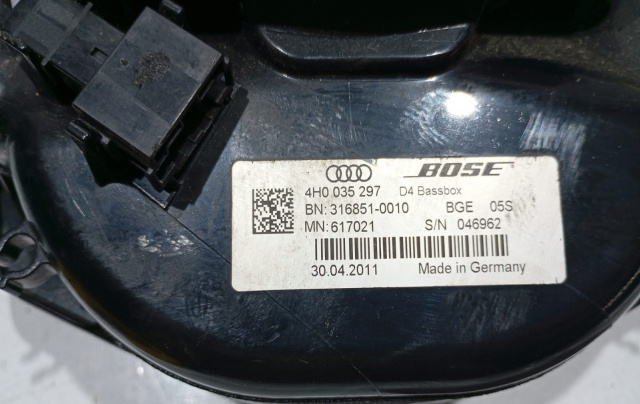 BOSE
4H0 035 297 D4 Bassbox
BN: 316851-0010 BGE 05S
MN: 617021 S/N 046962
30.04.2011 Made in Germany